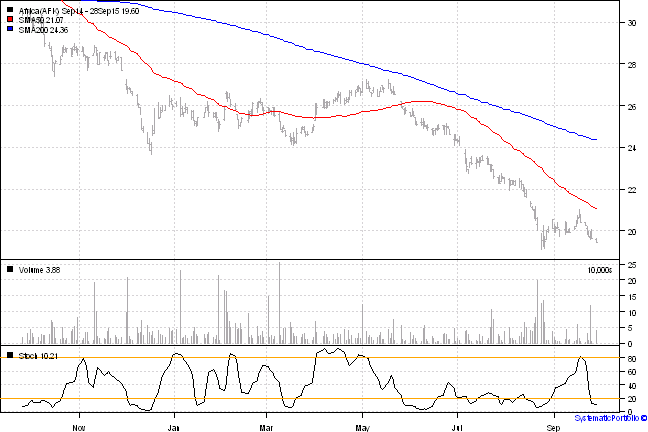 Africa(AFK) Sep14 - 28Sep15 19.60
SMA50 21.07
SMA200 24.36
30
28
26
24
22
20
Volume 3.88
10,000s
25
20
15
10
5
0
Stoch 10.21
80
60
40
20
0
Nov Jan Mar May Jul Sep
SystematicPortfolio ©